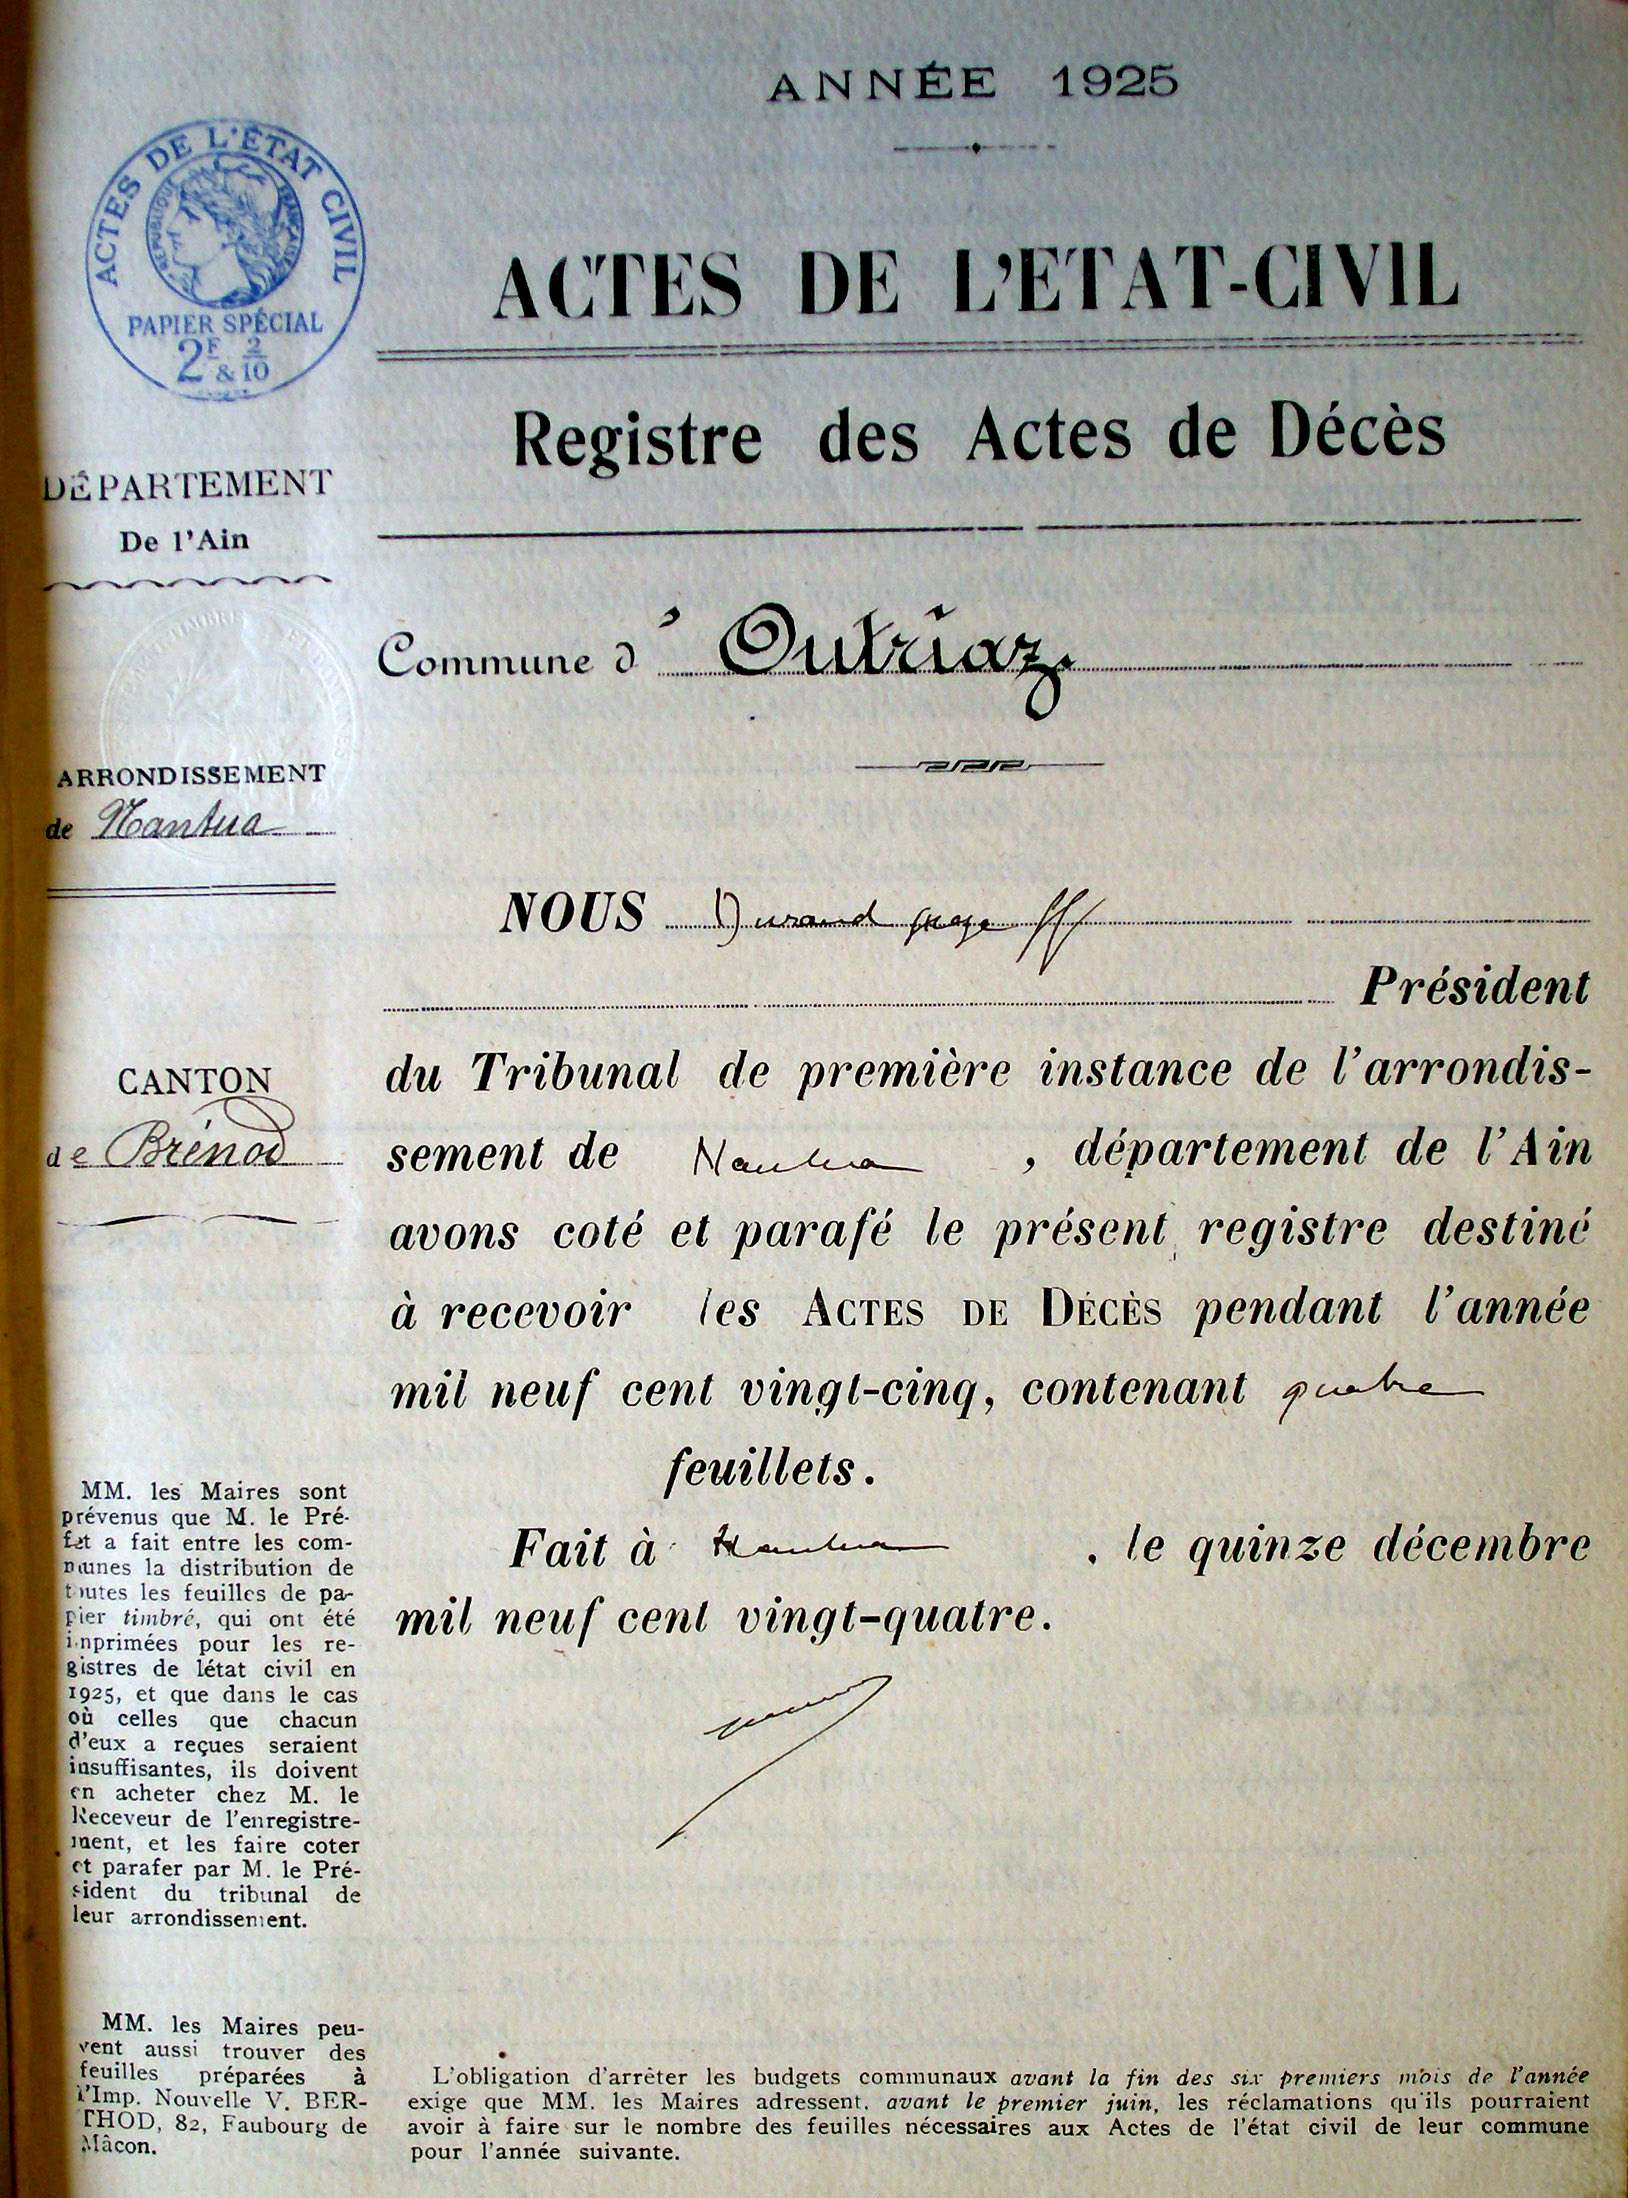 ANNÉE 1925
ACTES DE L'ÉTAT CIVIL
RÉPUBLIQUE FRANÇAISE
PAPIER SPÉCIAL
2F & 2/10
ACTES DE L'ETAT-CIVIL
Registre des Actes de Décès
DÉPARTEMENT
De l'Ain
Commune d' Outriaz.
ARRONDISSEMENT
de Nantua
NOUS Durand juge
Président
CANTON
de Brénod
du Tribunal de première instance de l'arrondis-
sement de Nantua, département de l'Ain
avons coté et parafé le présent registre destiné
à recevoir les ACTES DE DÉCÈS pendant l'année
mil neuf cent vingt-cinq, contenant quatre
feuillets.
Fait à Nantua, le quinze décembre
mil neuf cent vingt-quatre.
MM. les Maires sont
prévenus que M. le Pré-
fet a fait entre les com-
munes la distribution de
toutes les feuilles de pa-
pier timbré, qui ont été
imprimées pour les re-
gistres de létat civil en
1925, et que dans le cas
où celles que chacun
d'eux a reçues seraient
insuffisantes, ils doivent
en acheter chez M. le
Receveur de l'enregistre-
ment, et les faire coter
et parafer par M. le Pré-
sident du tribunal de
leur arrondissement.
MM. les Maires peu-
vent aussi trouver des
feuilles préparées à
l'Imp. Nouvelle V. BER-
THOD, 82, Faubourg de
Mâcon.
L'obligation d'arrêter les budgets communaux avant la fin des six premiers mois de l'année
exige que MM. les Maires adressent, avant le premier juin, les réclamations qu'ils pourraient
avoir à faire sur le nombre des feuilles nécessaires aux Actes de l'état civil de leur commune
pour l'année suivante.